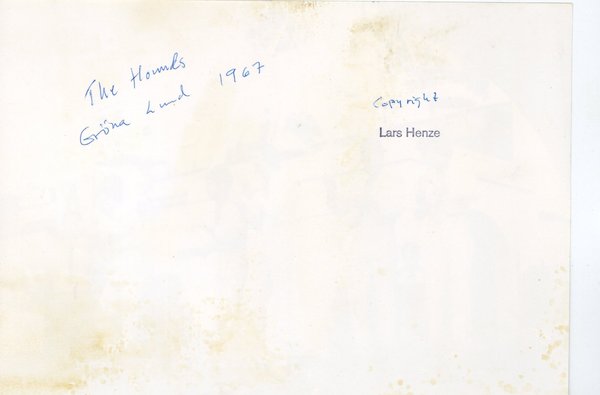 The Hounds
Gröna Lund 1967
Copyright
Lars Henze